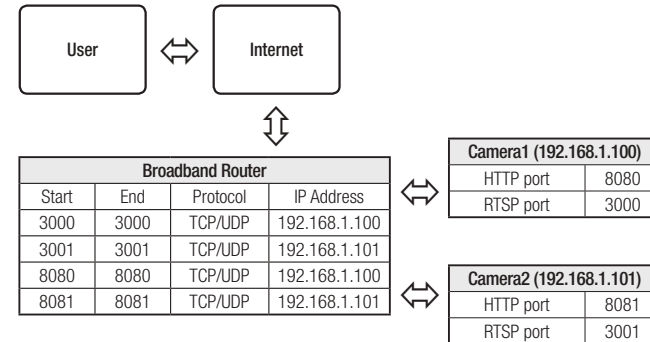 User
Internet
Broadband Router
Start End Protocol IP Address
3000 3000 TCP/UDP 192.168.1.100
3001 3001 TCP/UDP 192.168.1.101
8080 8080 TCP/UDP 192.168.1.100
8081 8081 TCP/UDP 192.168.1.101
Camera1 (192.168.1.100)
HTTP port 8080
RTSP port 3000
Camera2 (192.168.1.101)
HTTP port 8081
RTSP port 3001